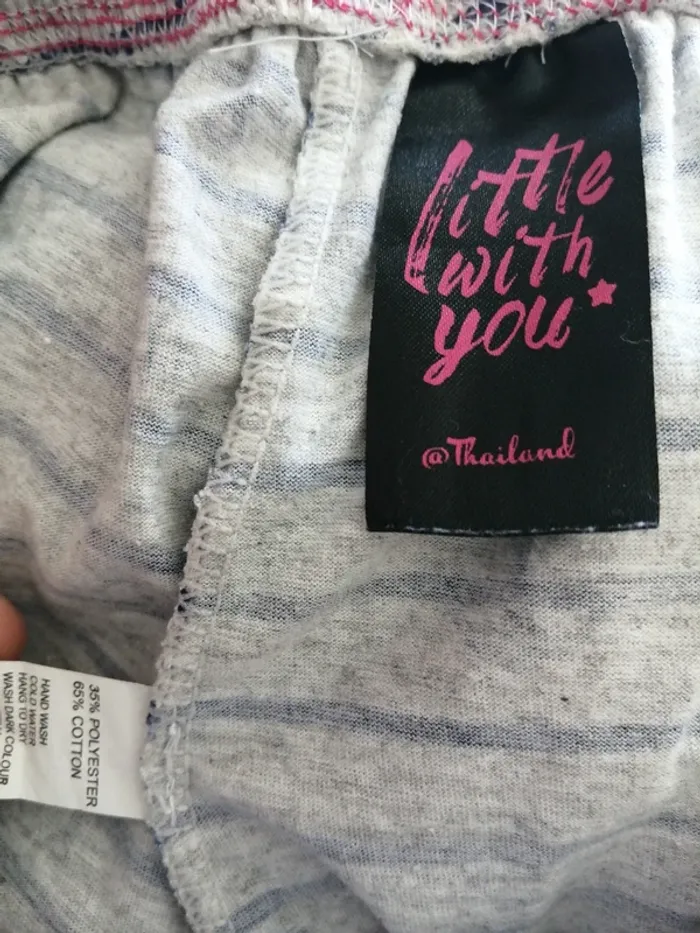 Little
with
you
@Thailand
35% POLYESTER
65% COTTON
HAND WASH
COLD WATER
HANG TO DRY
WASH DARK COLOUR